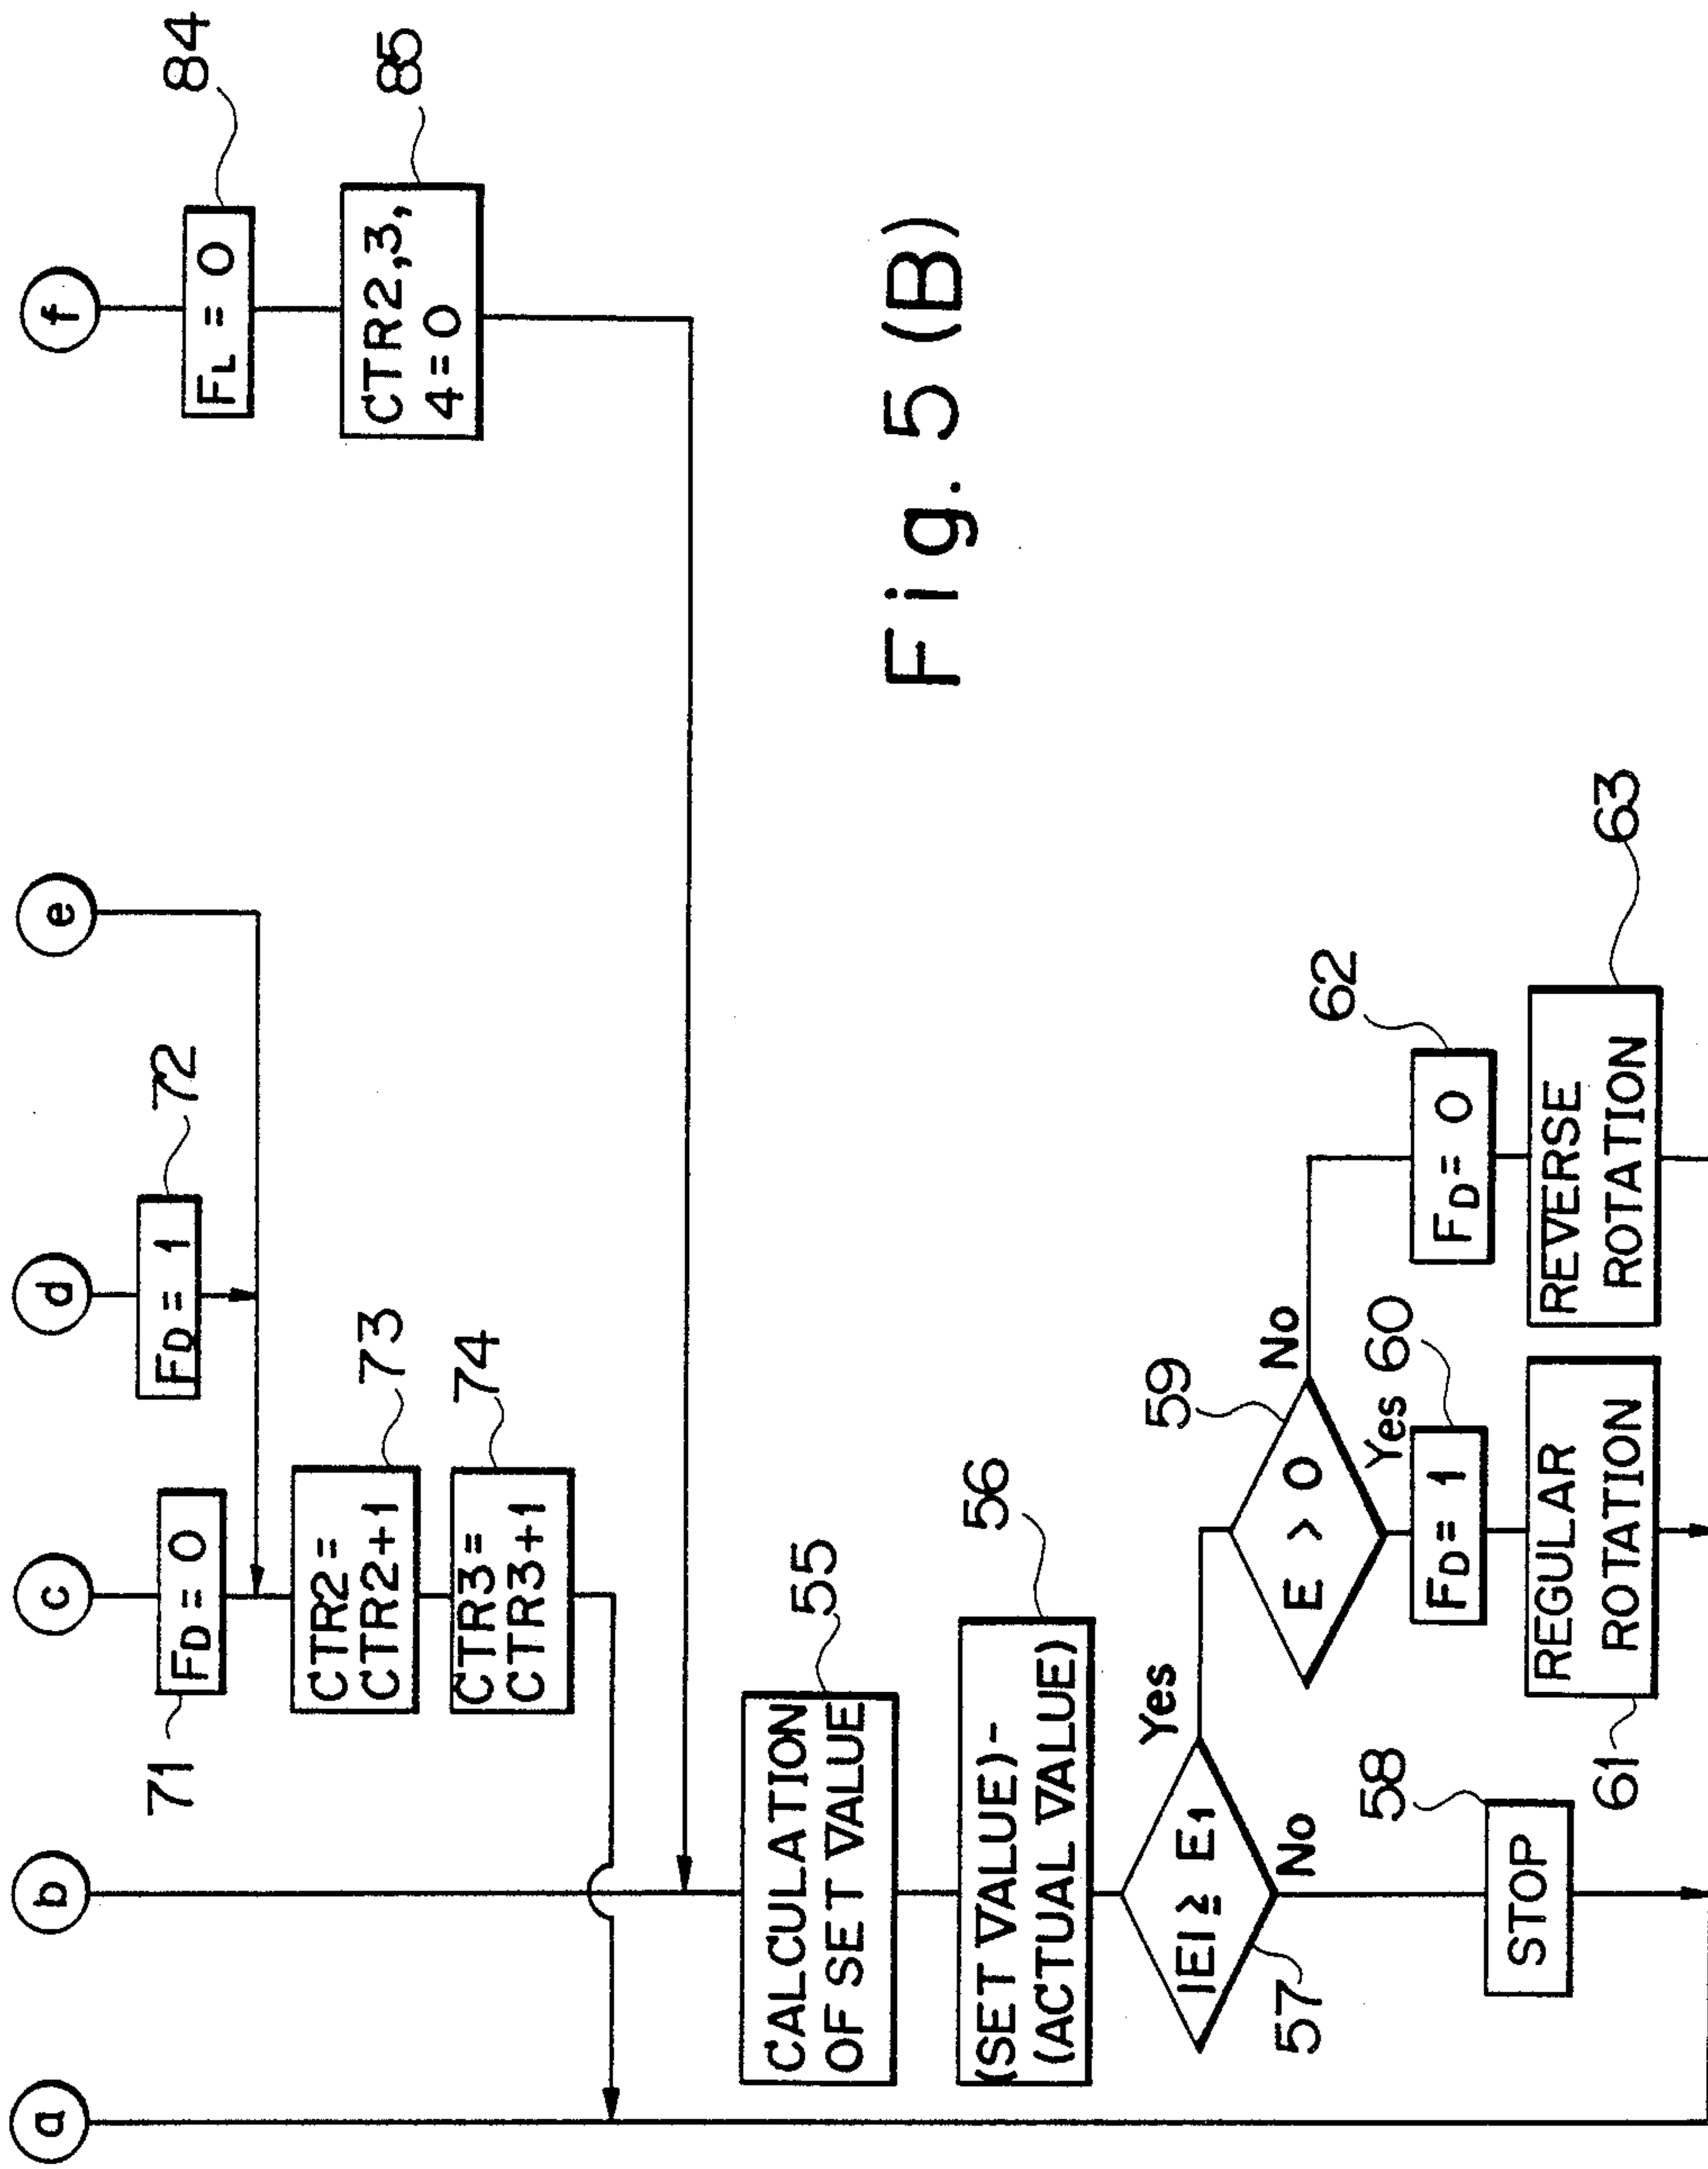 a
b
c
d
e
f
71
FD = 0
FD = 1
72
FL = 0
84
CTR2=
CTR2+1
73
CTR3=
CTR3+1
74
CTR2,3,
4=0
85
CALCULATION
OF SET VALUE
55
(SET VALUE)-
(ACTUAL VALUE)
56
|E| ≥ E1
57
Yes
No
E > 0
59
No
Yes
STOP
58
FD = 1
60
FD = 0
62
REGULAR
ROTATION
61
REVERSE
ROTATION
63
Fig. 5 (B)